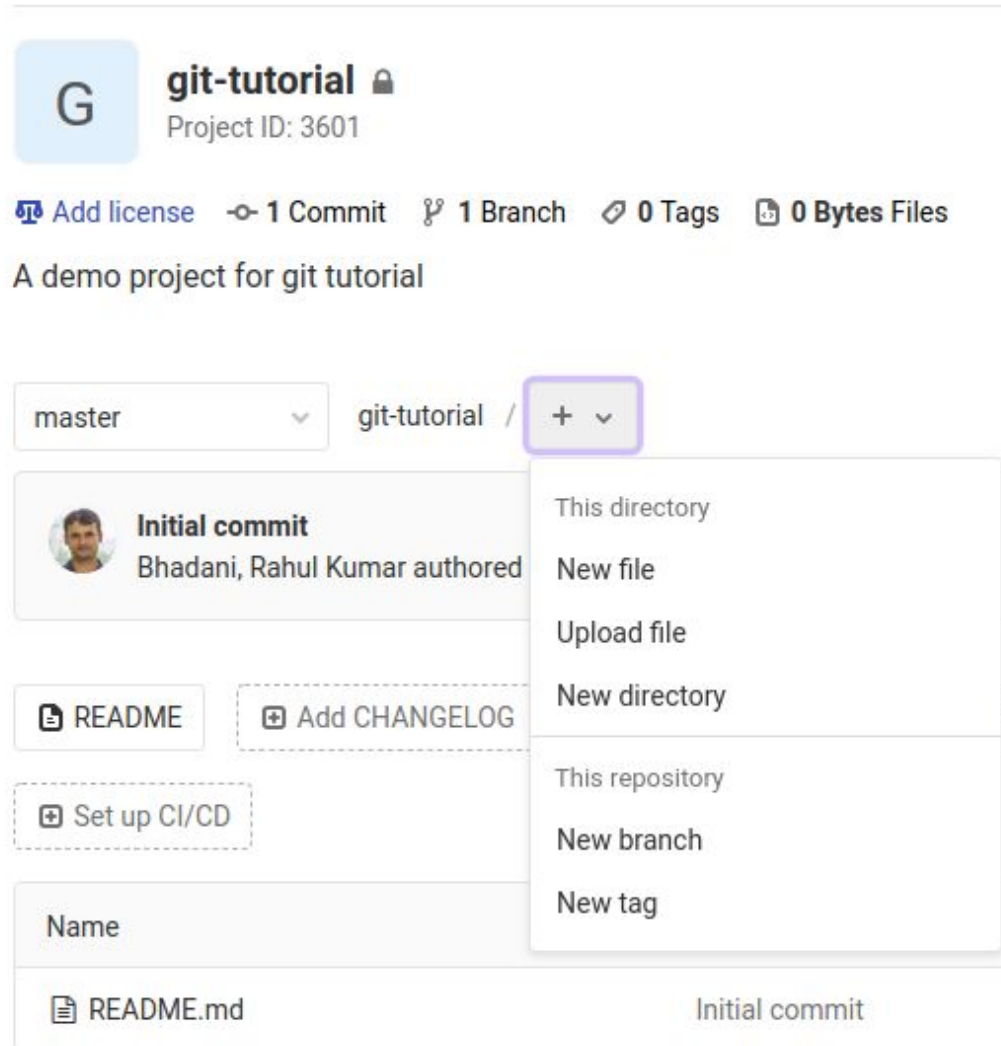 G
git-tutorial
Project ID: 3601
Add license 1 Commit 1 Branch 0 Tags 0 Bytes Files
A demo project for git tutorial
master git-tutorial / +
This directory
New file
Upload file
New directory
This repository
New branch
New tag
Initial commit
Bhadani, Rahul Kumar authored
README Add CHANGELOG
Set up CI/CD
Name
README.md Initial commit